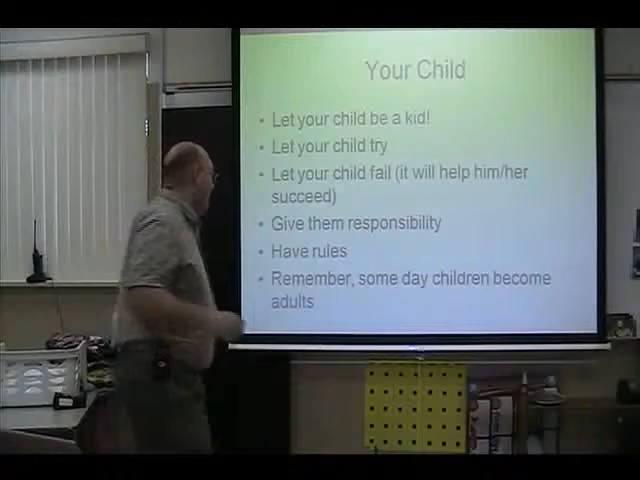 Your Child
• Let your child be a kid!
• Let your child try
• Let your child fail (it will help him/her
succeed)
• Give them responsibility
• Have rules
• Remember, some day children become
adults